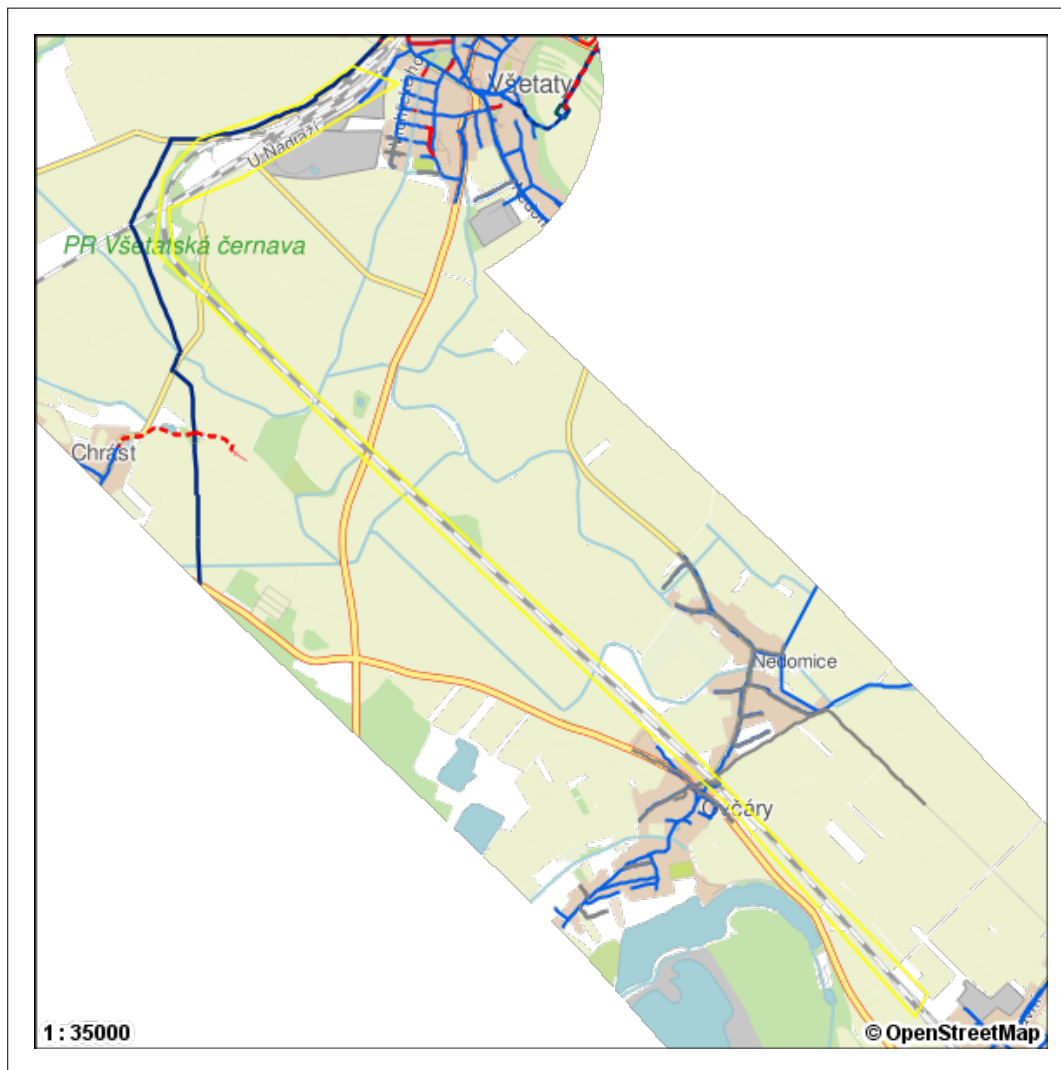 Všetaty
U Nádraží
PR Všetatská černava
Chrást
Nedomice
Ovčáry
1 : 35000
© OpenStreetMap